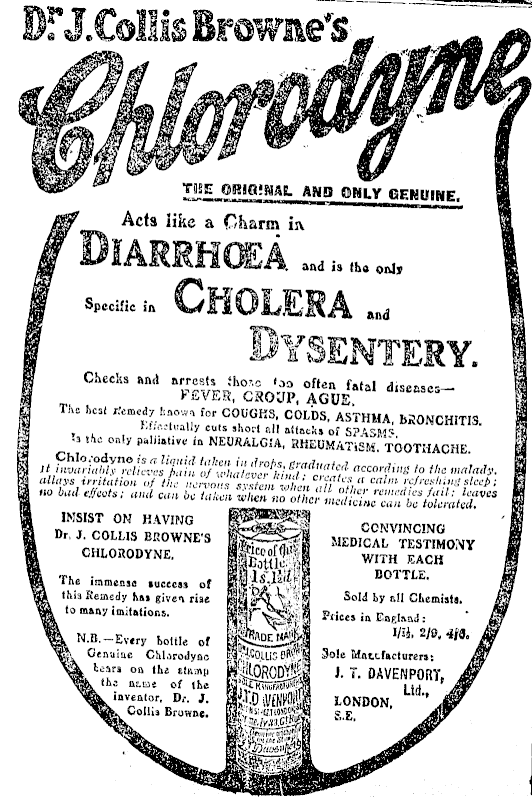 Dr. J. Collis Browne's
Chlorodyne
THE ORIGINAL AND ONLY GENUINE.
Acts like a Charm in
DIARRHŒA and is the only
Specific in CHOLERA and
DYSENTERY.
Checks and arrests those too often fatal diseases—
FEVER, CROUP, AGUE.
The best Remedy known for COUGHS, COLDS, ASTHMA, BRONCHITIS.
Effectually cuts short all attacks of SPASMS.
Is the only palliative in NEURALGIA, RHEUMATISM, TOOTHACHE.
Chlorodyne is a liquid taken in drops, graduated according to the malady.
It invariably relieves pain of whatever kind; creates a calm refreshing sleep;
allays irritation of the nervous system when all other remedies fail; leaves
no bad effects; and can be taken when no other medicine can be tolerated.
INSIST ON HAVING
Dr. J. COLLIS BROWNE'S
CHLORODYNE.
The immense success of
this Remedy has given rise
to many imitations.
N.B.—Every bottle of
Genuine Chlorodyne
bears on the stamp
the name of the
inventor, Dr. J.
Collis Browne.
Price of this
Bottle
1s. 1½d.
TRADE MARK
COLLIS BROW
CHLORODYNE
J.T. DAVENPORT
CONVINCING
MEDICAL TESTIMONY
WITH EACH
BOTTLE.
Sold by all Chemists.
Prices in England:
1/1½, 2/9, 4/6.
Sole Manufacturers:
J. T. DAVENPORT,
Ltd.,
LONDON,
S.E.